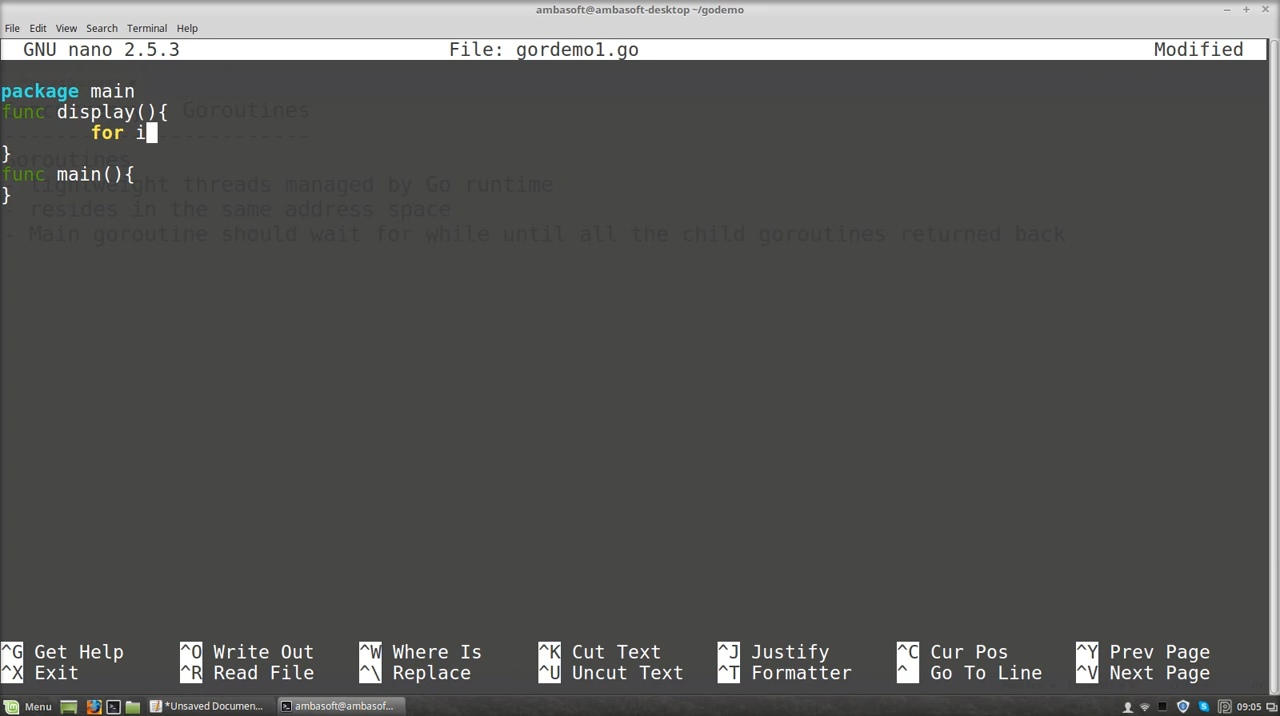 ambasoft@ambasoft-desktop ~/godemo
File Edit View Search Terminal Help
GNU nano 2.5.3 File: gordemo1.go Modified
package main
func display(){ Goroutines
for i
}
Goroutines
func main(){
- lightweight threads managed by Go runtime
}
- resides in the same address space
- Main goroutine should wait for while until all the child goroutines returned back
^G Get Help ^O Write Out ^W Where Is ^K Cut Text ^J Justify ^C Cur Pos ^Y Prev Page
^X Exit ^R Read File ^\ Replace ^U Uncut Text ^T Formatter ^_ Go To Line ^V Next Page
Menu *Unsaved Documen... ambasoft@ambasof... 09:05